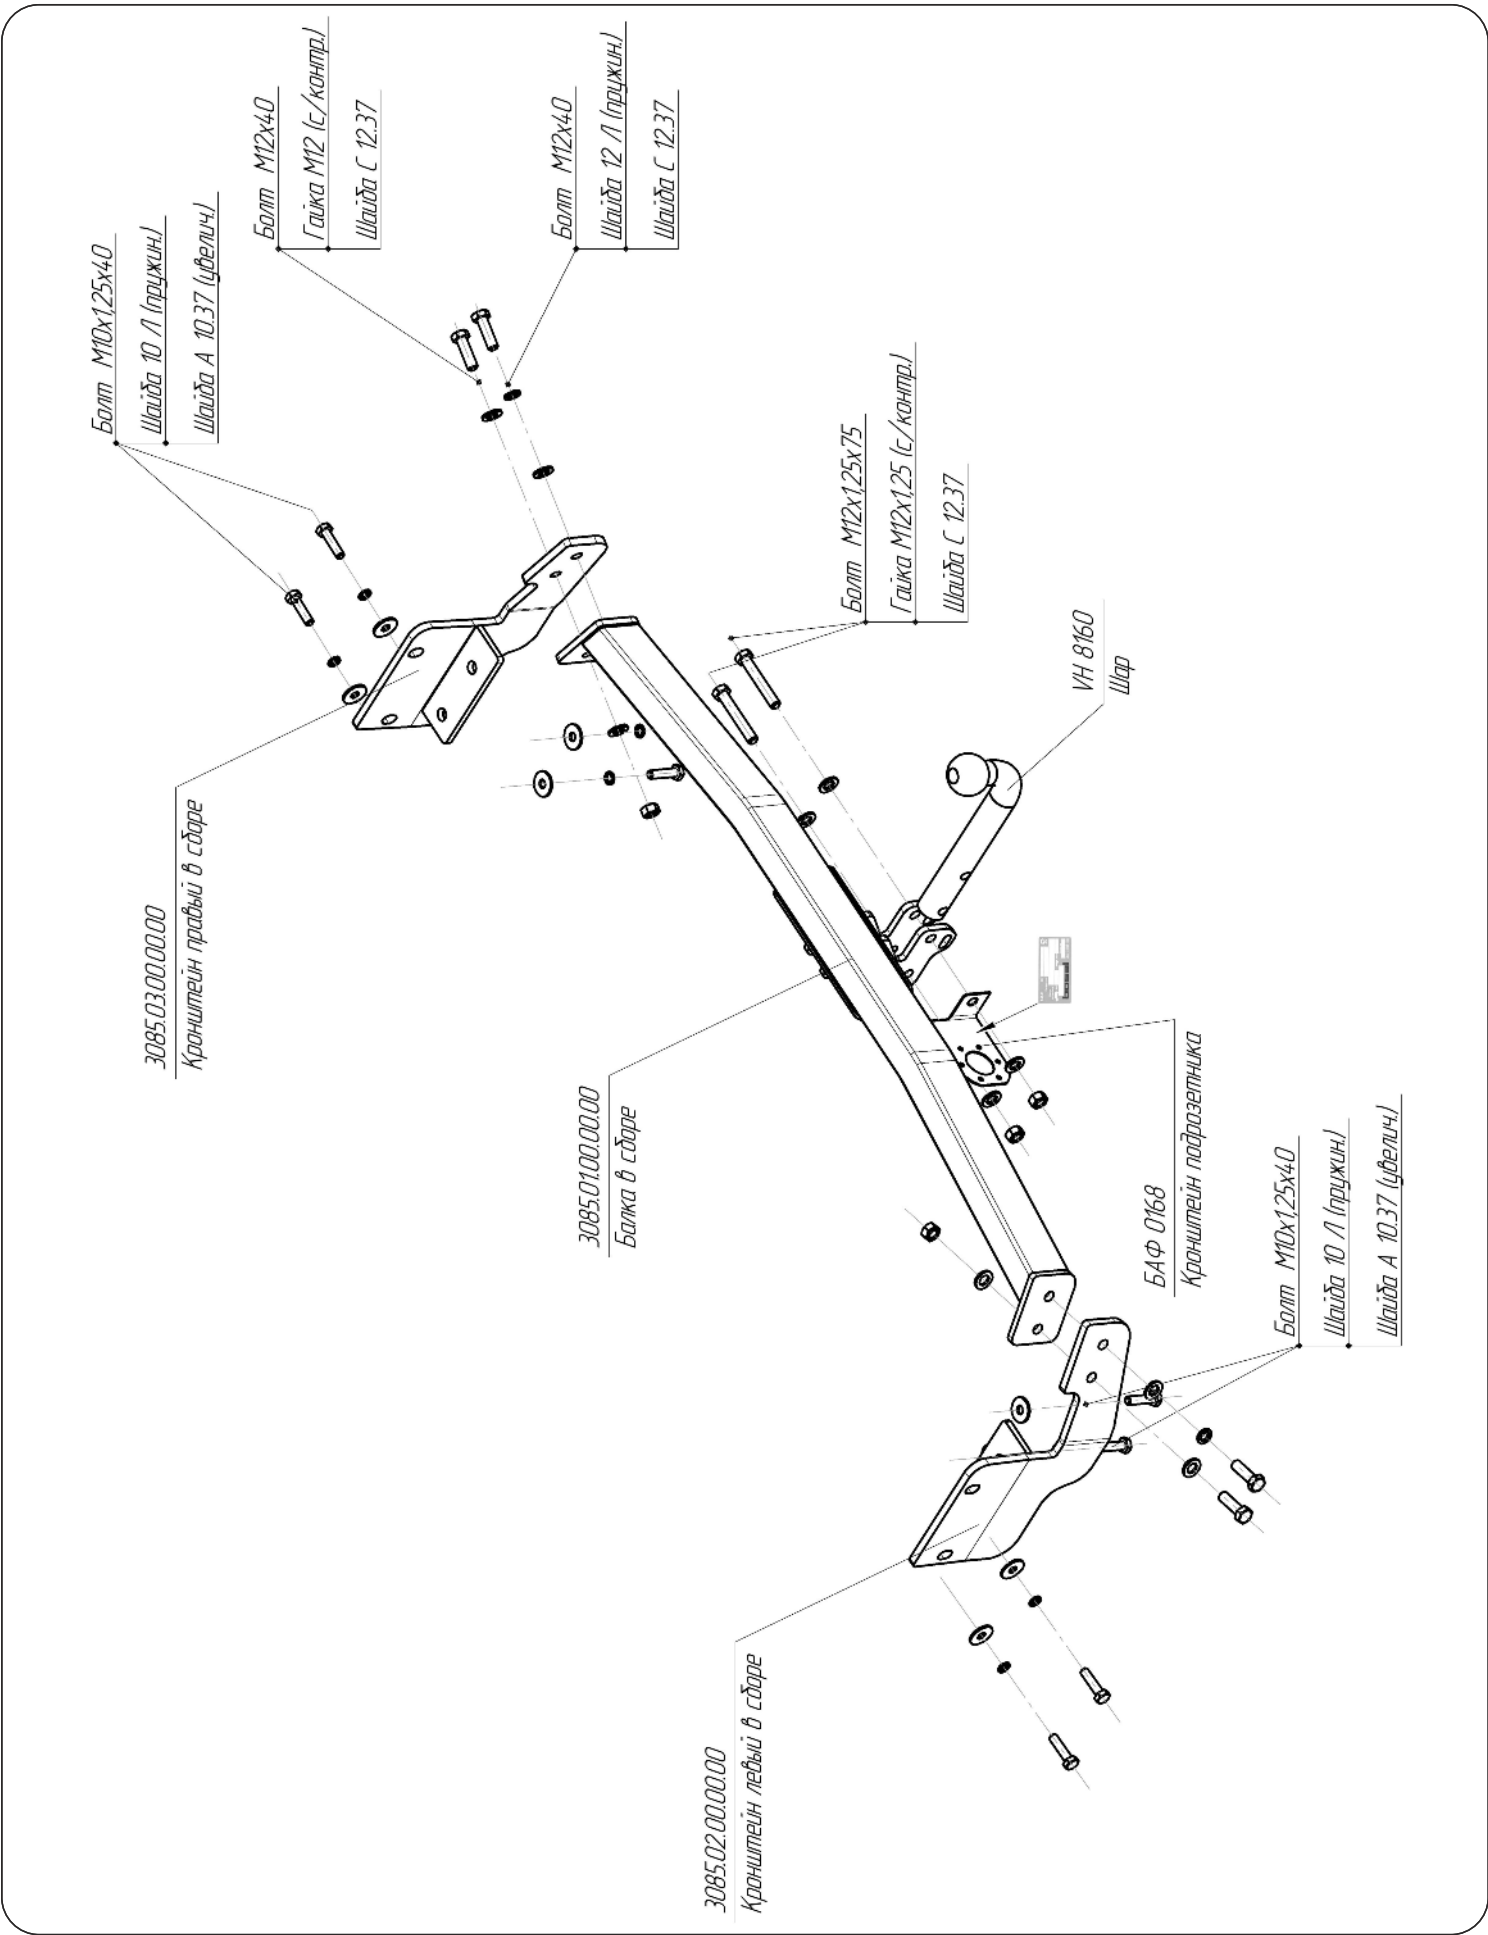 Болт М10х1,25х40
Шайба 10 Л (пружин.)
Шайба А 10.37 (увелич.)
Болт М12х40
Гайка М12 (с/контр.)
Шайба С 12.37
Болт М12х40
Шайба 12 Л (пружин.)
Шайба С 12.37
3085.03.00.00.00
Кронштейн правый в сборе
Болт М12х1,25х75
Гайка М12х1,25 (с/контр.)
Шайба С 12.37
VH 8160
Шар
3085.01.00.00.00
Балка в сборе
БАФ 0168
Кронштейн подрозетника
Болт М10х1,25х40
Шайба 10 Л (пружин.)
Шайба А 10.37 (увелич.)
3085.02.00.00.00
Кронштейн левый в сборе